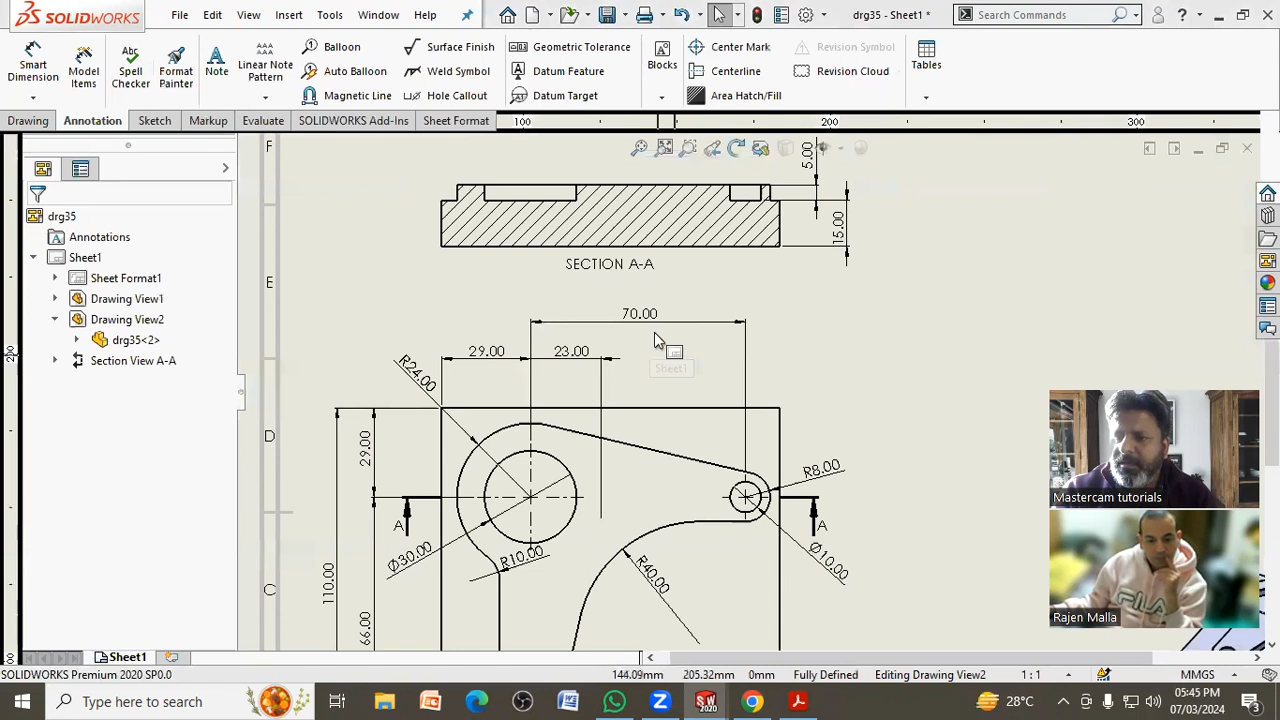 SOLIDWORKS
File Edit View Insert Tools Window Help
drg35 - Sheet1 *
Search Commands
Smart Dimension
Model Items
Spell Checker
Format Painter
Note
Linear Note Pattern
Balloon
Auto Balloon
Magnetic Line
Surface Finish
Weld Symbol
Hole Callout
Geometric Tolerance
Datum Feature
Datum Target
Blocks
Center Mark
Centerline
Area Hatch/Fill
Revision Symbol
Revision Cloud
Tables
Drawing Annotation Sketch Markup Evaluate SOLIDWORKS Add-Ins Sheet Format
100 200 300
drg35
Annotations
Sheet1
Sheet Format1
Drawing View1
Drawing View2
drg35<2>
Section View A-A
200
F
E
D
C
5.00
15.00
SECTION A-A
70.00
29.00 23.00
Sheet1
R24.00
29.00
R8.00
A A
Ø30.00
R10.00
R40.00
Ø10.00
110.00
66.00
Mastercam tutorials
FILA
Rajen Malla
Sheet1
SOLIDWORKS Premium 2020 SP0.0
144.09mm 205.32mm 0mm Fully Defined Editing Drawing View2 1 : 1 MMGS
Type here to search
28°C
05:45 PM
07/03/2024
3